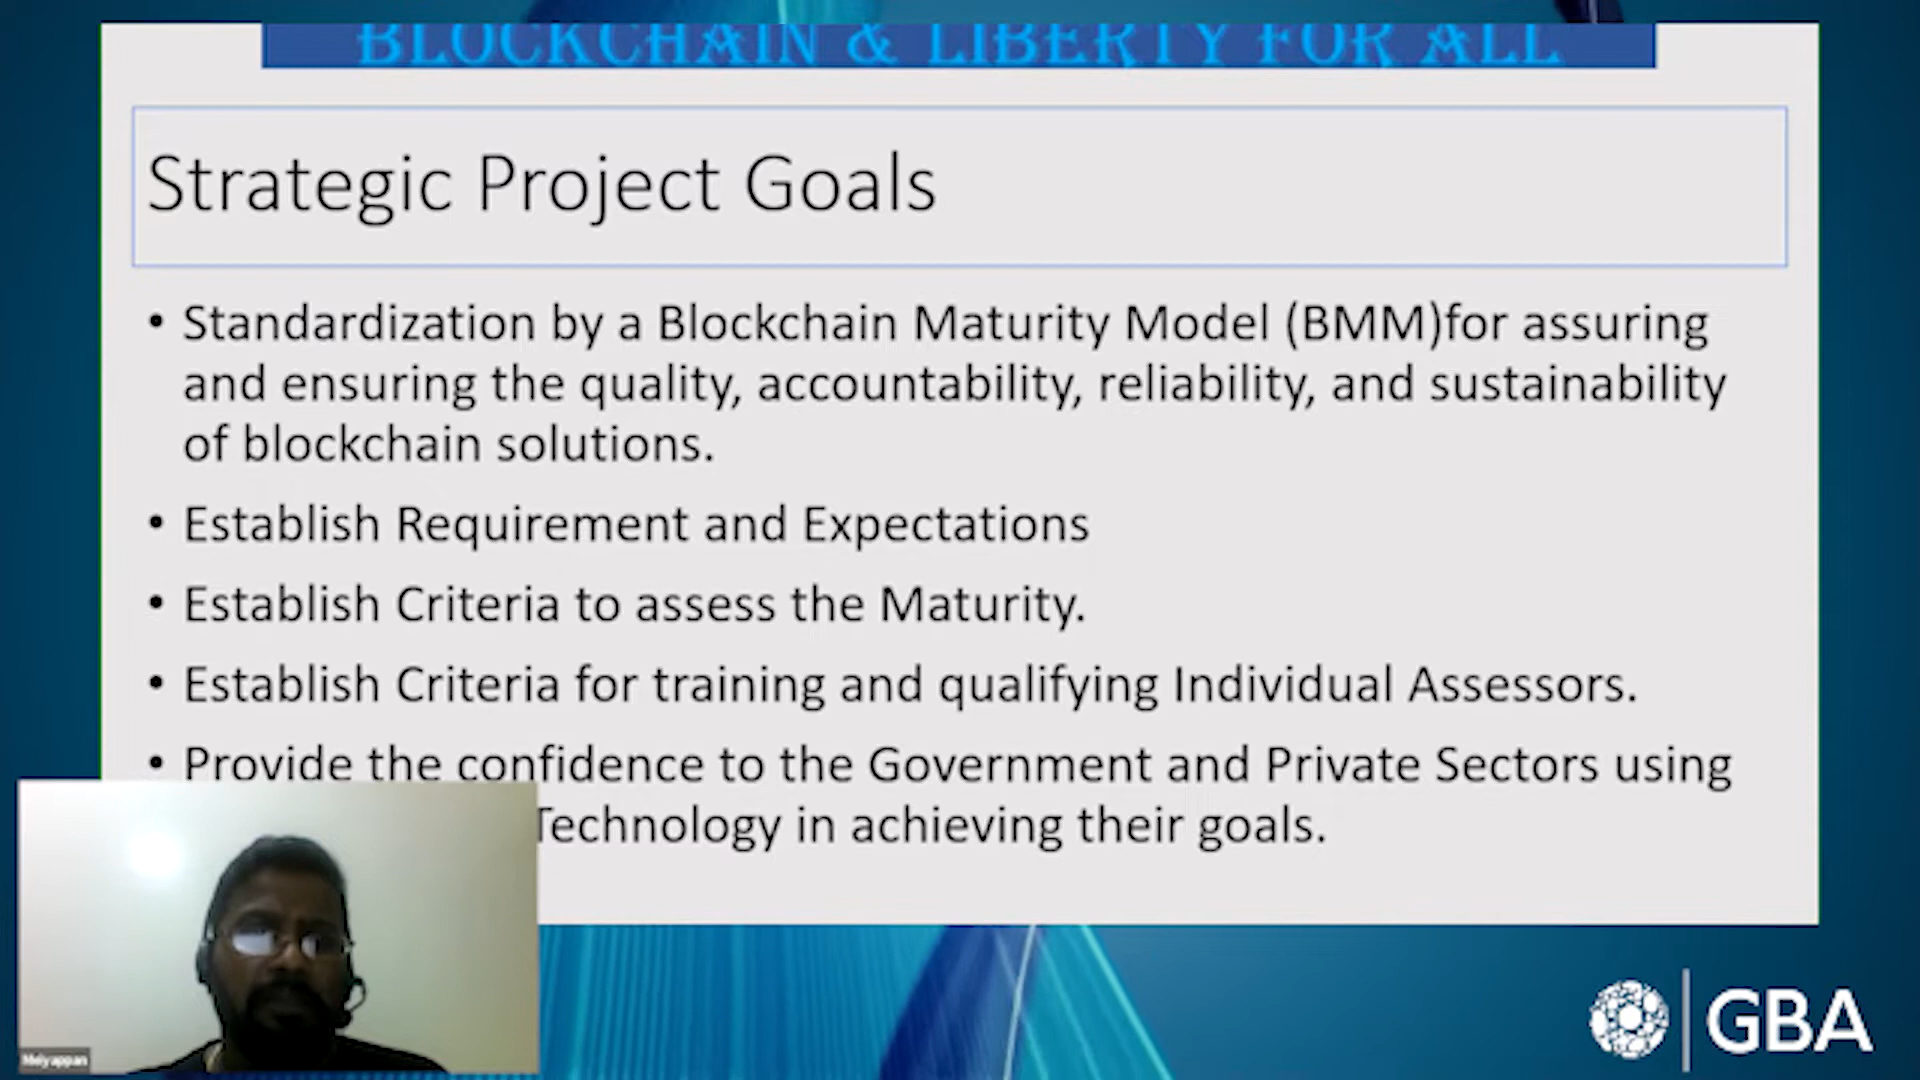 BLOCKCHAIN & LIBERTY FOR ALL
Strategic Project Goals
• Standardization by a Blockchain Maturity Model (BMM)for assuring
and ensuring the quality, accountability, reliability, and sustainability
of blockchain solutions.
• Establish Requirement and Expectations
• Establish Criteria to assess the Maturity.
• Establish Criteria for training and qualifying Individual Assessors.
• Provide the confidence to the Government and Private Sectors using
Technology in achieving their goals.
Meiyappan
GBA